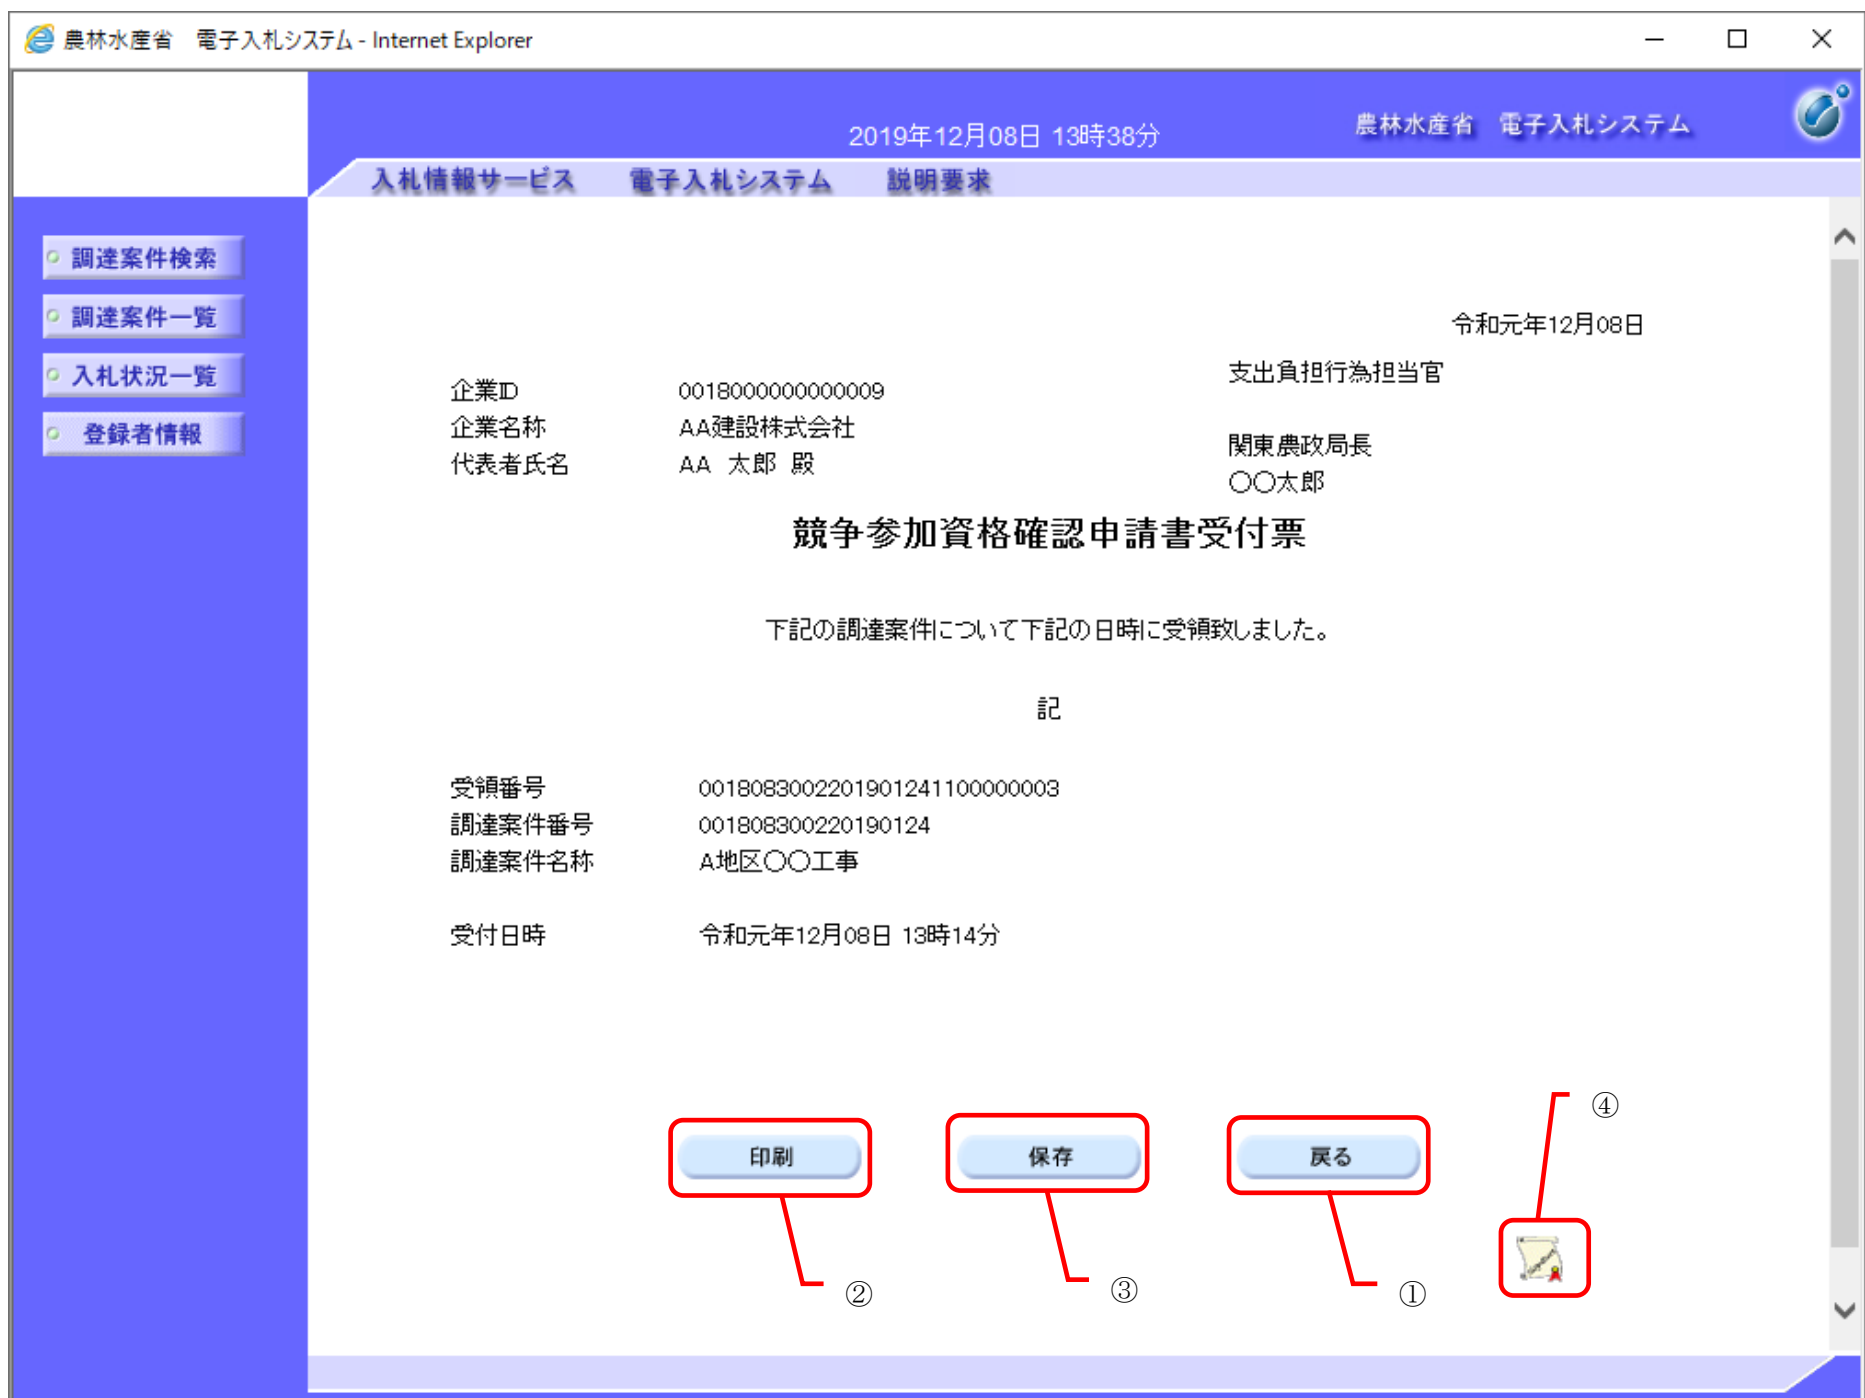 農林水産省　電子入札システム - Internet Explorer
2019年12月08日 13時38分
農林水産省　電子入札システム
入札情報サービス　電子入札システム　説明要求
調達案件検索
調達案件一覧
入札状況一覧
登録者情報
令和元年12月08日
支出負担行為担当官
企業ID 0018000000000009
企業名称 AA建設株式会社
関東農政局長
代表者氏名 AA 太郎 殿
〇〇太郎
競争参加資格確認申請書受付票
下記の調達案件について下記の日時に受領致しました。
記
受領番号 00180830022019012411000​00003
調達案件番号 001808300220190124
調達案件名称 A地区〇〇工事
受付日時 令和元年12月08日 13時14分
④
印刷 保存 戻る
② ③ ①